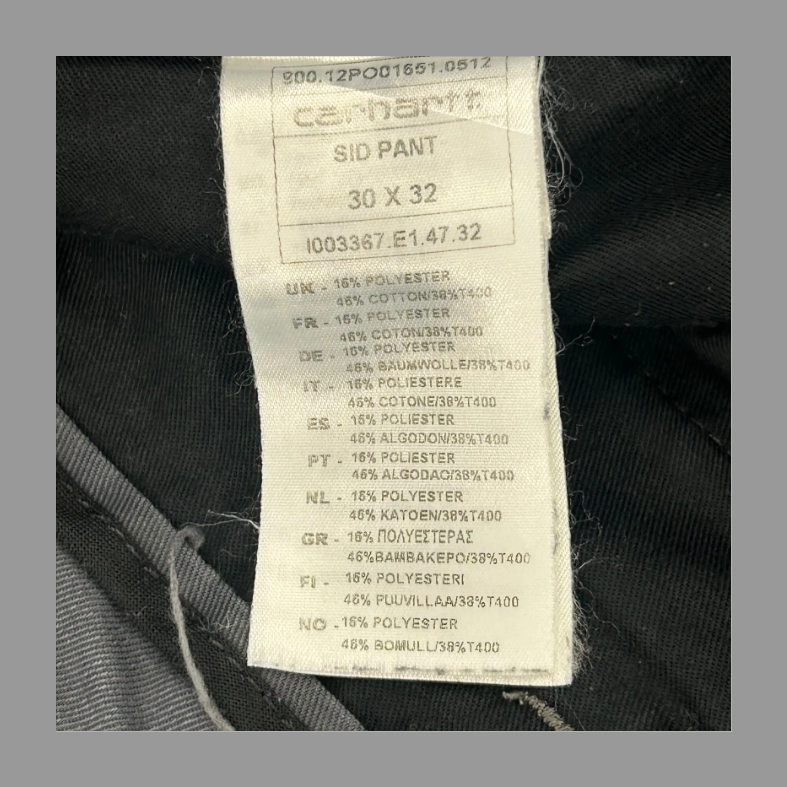 900.12PO01651.0512
carhartt
SID PANT
30 X 32
I003367.E1.47.32
UK - 16% POLYESTER
46% COTTON/38%T400
FR - 16% POLYESTER
46% COTON/38%T400
DE - 16% POLYESTER
46% BAUMWOLLE/38%T400
IT - 16% POLIESTERE
46% COTONE/38%T400
ES - 16% POLIESTER
46% ALGODON/38%T400
PT - 16% POLIESTER
46% ALGODAO/38%T400
NL - 16% POLYESTER
46% KATOEN/38%T400
GR - 16% ΠΟΛΥΕΣΤΕΡΑΣ
46%ΒΑΜΒΑΚΕΡΟ/38%T400
FI - 16% POLYESTERI
46% PUUVILLAA/38%T400
NO -16% POLYESTER
46% BOMULL/38%T400